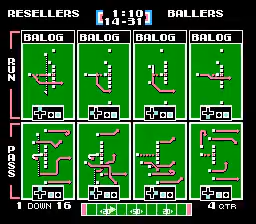 RESELLERS 1:10 BALLERS
14-31
BALOG BALOG BALOG BALOG
RUN
PASS
1 DOWN 16 4 QTR